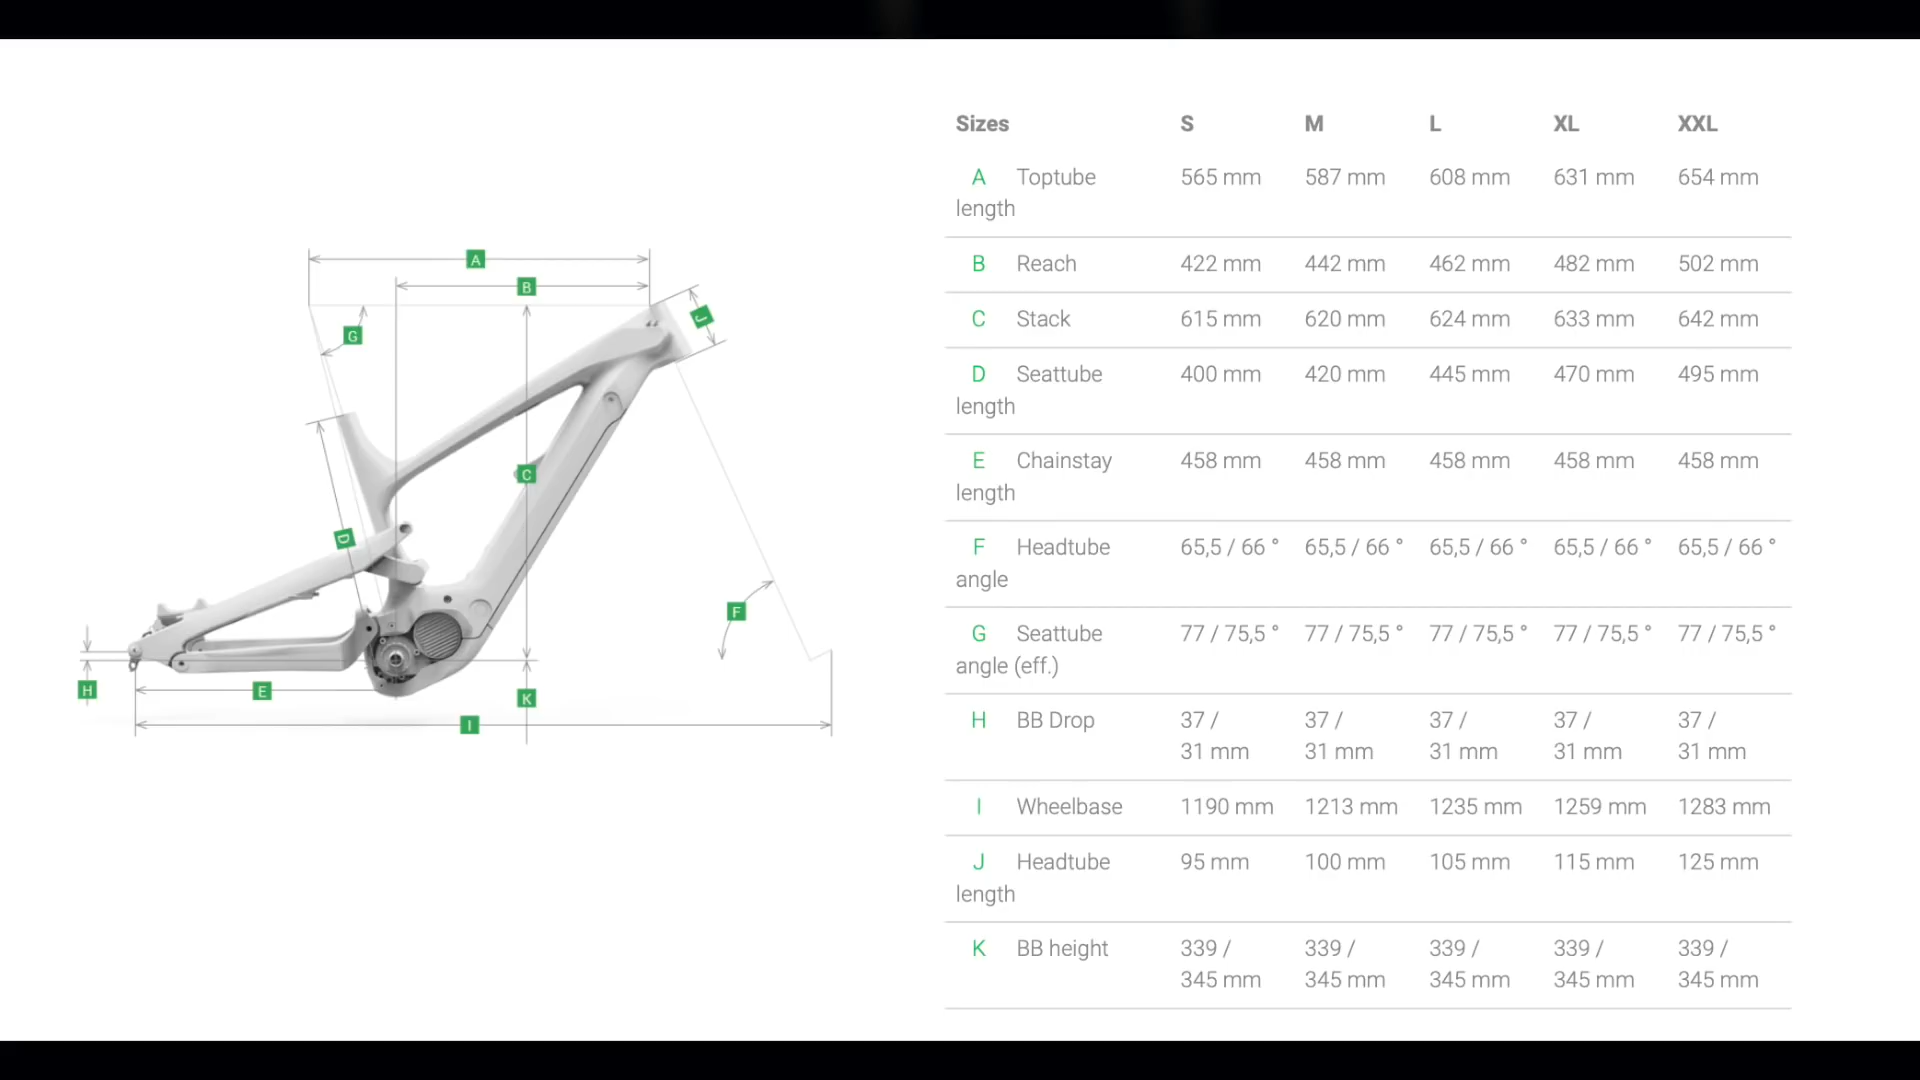 A
B
J
G
C
D
F
H
E
K
I
Sizes S M L XL XXL
A Toptube 565 mm 587 mm 608 mm 631 mm 654 mm
length
B Reach 422 mm 442 mm 462 mm 482 mm 502 mm
C Stack 615 mm 620 mm 624 mm 633 mm 642 mm
D Seattube 400 mm 420 mm 445 mm 470 mm 495 mm
length
E Chainstay 458 mm 458 mm 458 mm 458 mm 458 mm
length
F Headtube 65,5 / 66 ° 65,5 / 66 ° 65,5 / 66 ° 65,5 / 66 ° 65,5 / 66 °
angle
G Seattube 77 / 75,5 ° 77 / 75,5 ° 77 / 75,5 ° 77 / 75,5 ° 77 / 75,5 °
angle (eff.)
H BB Drop 37 / 37 / 37 / 37 / 37 /
31 mm 31 mm 31 mm 31 mm 31 mm
I Wheelbase 1190 mm 1213 mm 1235 mm 1259 mm 1283 mm
J Headtube 95 mm 100 mm 105 mm 115 mm 125 mm
length
K BB height 339 / 339 / 339 / 339 / 339 /
345 mm 345 mm 345 mm 345 mm 345 mm